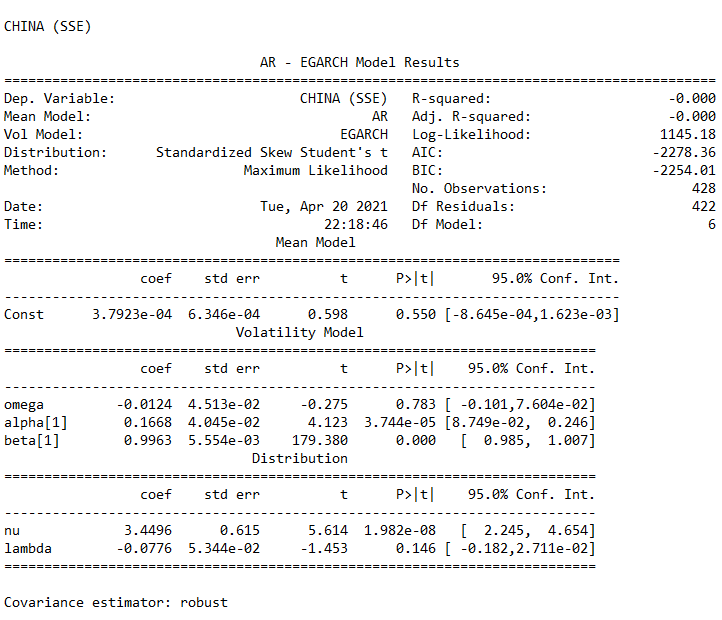 CHINA (SSE)
AR - EGARCH Model Results
==============================================================================
Dep. Variable: CHINA (SSE) R-squared: -0.000
Mean Model: AR Adj. R-squared: -0.000
Vol Model: EGARCH Log-Likelihood: 1145.18
Distribution: Standardized Skew Student's t AIC: -2278.36
Method: Maximum Likelihood BIC: -2254.01
No. Observations: 428
Date: Tue, Apr 20 2021 Df Residuals: 422
Time: 22:18:46 Df Model: 6
Mean Model
==============================================================================
coef std err t P>|t| 95.0% Conf. Int.
------------------------------------------------------------------------------
Const 3.7923e-04 6.346e-04 0.598 0.550 [-8.645e-04,1.623e-03]
Volatility Model
==========================================================================
coef std err t P>|t| 95.0% Conf. Int.
--------------------------------------------------------------------------
omega -0.0124 4.513e-02 -0.275 0.783 [ -0.101,7.604e-02]
alpha[1] 0.1668 4.045e-02 4.123 3.744e-05 [8.749e-02, 0.246]
beta[1] 0.9963 5.554e-03 179.380 0.000 [ 0.985, 1.007]
Distribution
==========================================================================
coef std err t P>|t| 95.0% Conf. Int.
--------------------------------------------------------------------------
nu 3.4496 0.615 5.614 1.982e-08 [ 2.245, 4.654]
lambda -0.0776 5.344e-02 -1.453 0.146 [ -0.182,2.711e-02]
==========================================================================
Covariance estimator: robust